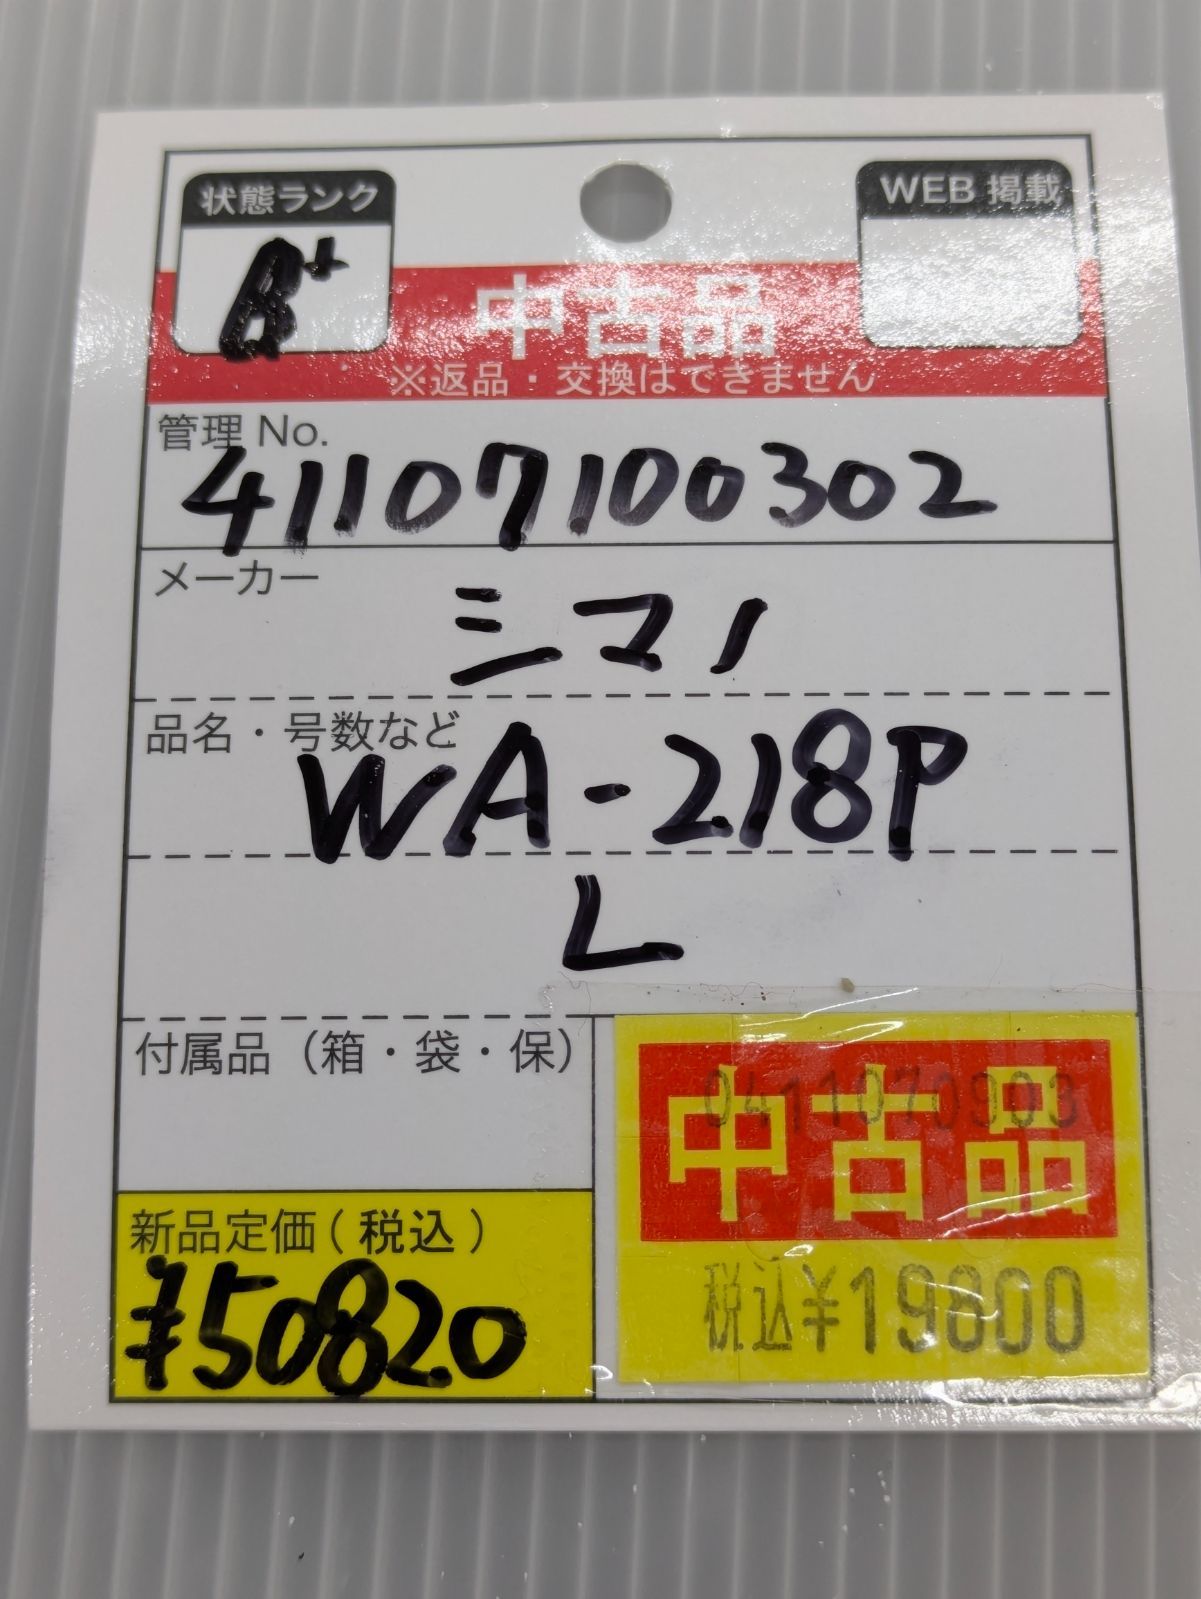 状態ランク
WEB 掲載
B+
中古品
※返品・交換はできません
管理 No.
41107100302
メーカー
シマノ
品名・号数など
WA-218P
L
付属品（箱・袋・保）
0411070903
中古品
新品定価(税込)
¥50820
税込¥19800